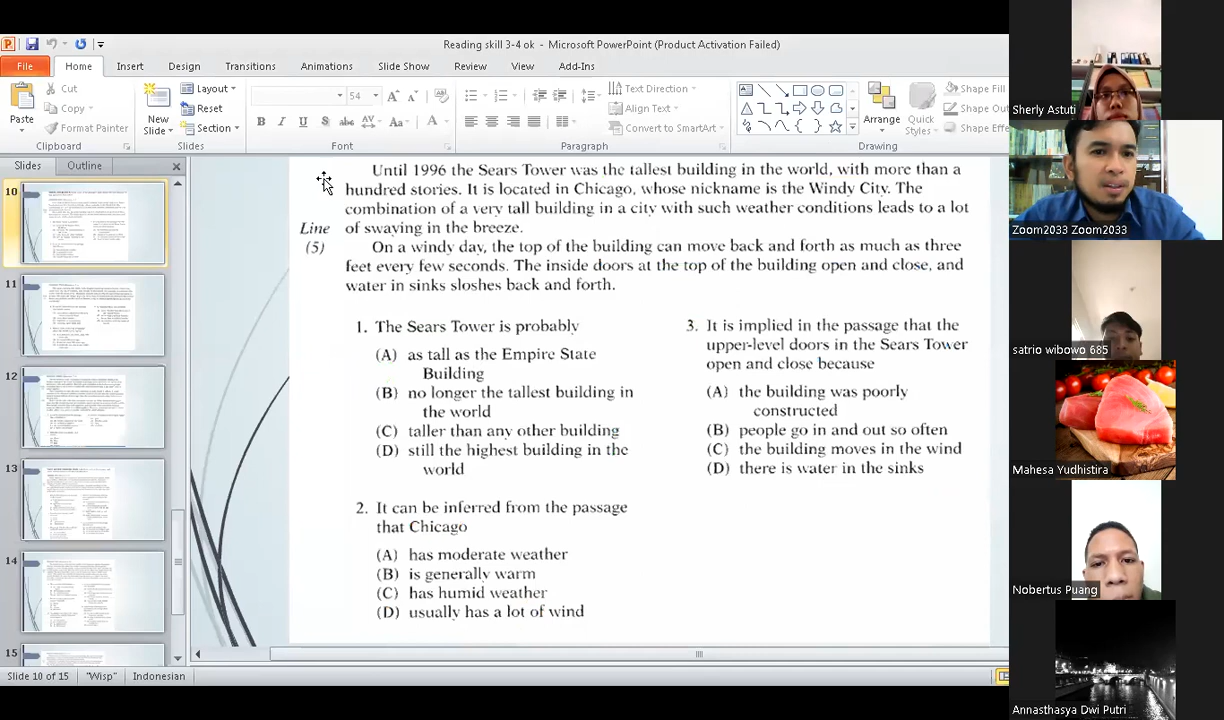 Reading skill 3-4 ok - Microsoft PowerPoint (Product Activation Failed)
File Home Insert Design Transitions Animations Slide Sh Review View Add-Ins
Paste
Cut
Copy
Format Painter
Clipboard
New Slide
Layout
Reset
Section
Slides
54
B I U S abc AV Aa A
Font
Text Direction
Align Text
Convert to SmartArt
Paragraph
Arrange
Quick Styles
Shape Fill
Shape Out
Shape Effe
Drawing
Slides Outline
10
11
12
13
14
15
Until 1996 the Sears Tower was the tallest building in the world, with more than a
hundred stories. It is located in Chicago, whose nickname is the Windy City. The
combination of a very tall building in a city with such weather conditions leads to a lot
Line of swaying in the breeze.
(5) On a windy day, the top of the building can move back and forth as much as three
feet every few seconds. The inside doors at the top of the building open and close, and
water in sinks sloshes back and forth.
1. The Sears Tower is probably
(A) as tall as the Empire State
Building
(B) no longer the tallest building in
the world
(C) taller than any other building
(D) still the highest building in the
world
2. It can be inferred from the passage
that Chicago
(A) has moderate weather
(B) is generally warm
(C) has humid weather
(D) usually has a lot of wind
3. It is implied in the passage that the
upper-level doors in the Sears Tower
open and close because
(A) the building was poorly
constructed
(B) people go in and out so often
(C) the building moves in the wind
(D) there is water in the sinks
Slide 10 of 15 "Wisp" Indonesian
Sherly Astuti
Zoom2033 Zoom2033
satrio wibowo 685
Mahesa Yudhistira
Nobertus Puang
Annasthasya Dwi Putri